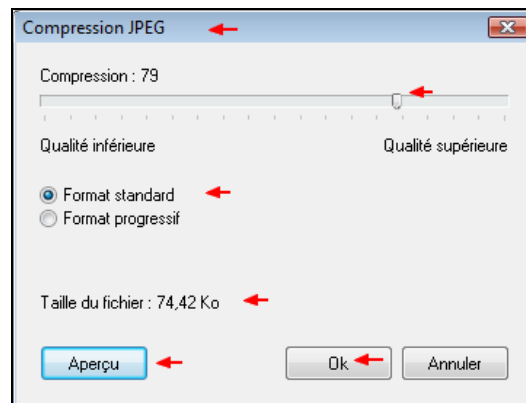 Compression JPEG
Compression : 79
Qualité inférieure Qualité supérieure
Format standard
Format progressif
Taille du fichier : 74,42 Ko
Aperçu Ok Annuler